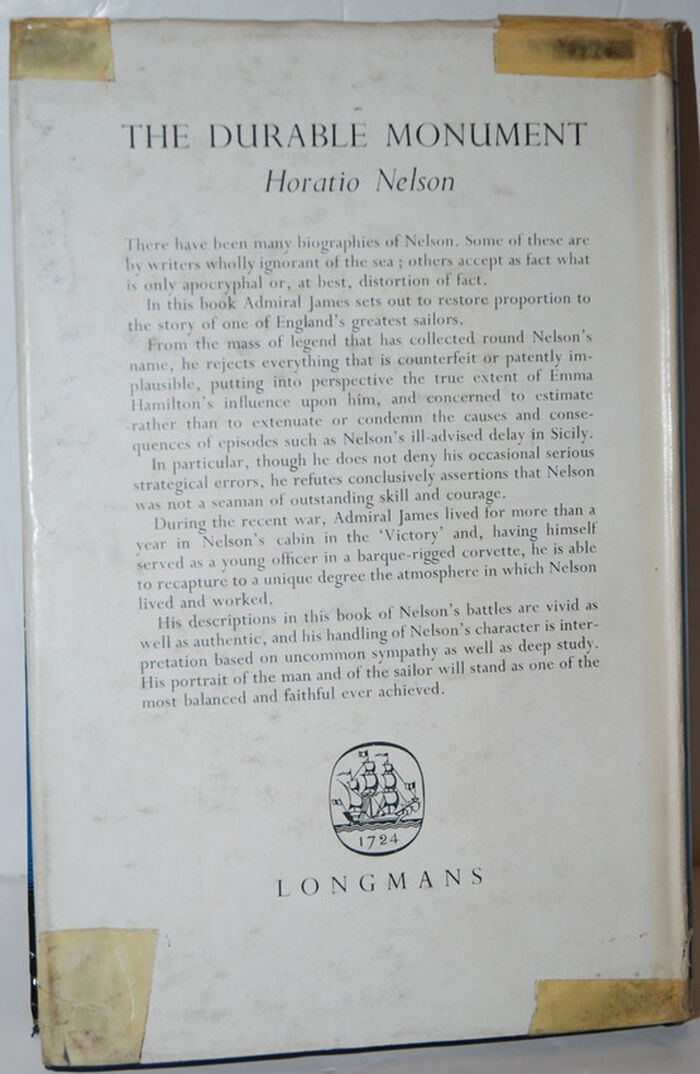 THE DURABLE MONUMENT
Horatio Nelson
There have been many biographies of Nelson. Some of these are
by writers wholly ignorant of the sea ; others accept as fact what
is only apocryphal or, at best, distortion of fact.
In this book Admiral James sets out to restore proportion to
the story of one of England's greatest sailors.
From the mass of legend that has collected round Nelson's
name, he rejects everything that is counterfeit or patently im-
plausible, putting into perspective the true extent of Emma
Hamilton's influence upon him, and concerned to estimate
rather than to extenuate or condemn the causes and conse-
quences of episodes such as Nelson's ill-advised delay in Sicily.
In particular, though he does not deny his occasional serious
strategical errors, he refutes conclusively assertions that Nelson
was not a seaman of outstanding skill and courage.
During the recent war, Admiral James lived for more than a
year in Nelson's cabin in the 'Victory' and, having himself
served as a young officer in a barque-rigged corvette, he is able
to recapture to a unique degree the atmosphere in which Nelson
lived and worked.
His descriptions in this book of Nelson's battles are vivid as
well as authentic, and his handling of Nelson's character is inter-
pretation based on uncommon sympathy as well as deep study.
His portrait of the man and of the sailor will stand as one of the
most balanced and faithful ever achieved.
1724
LONGMANS